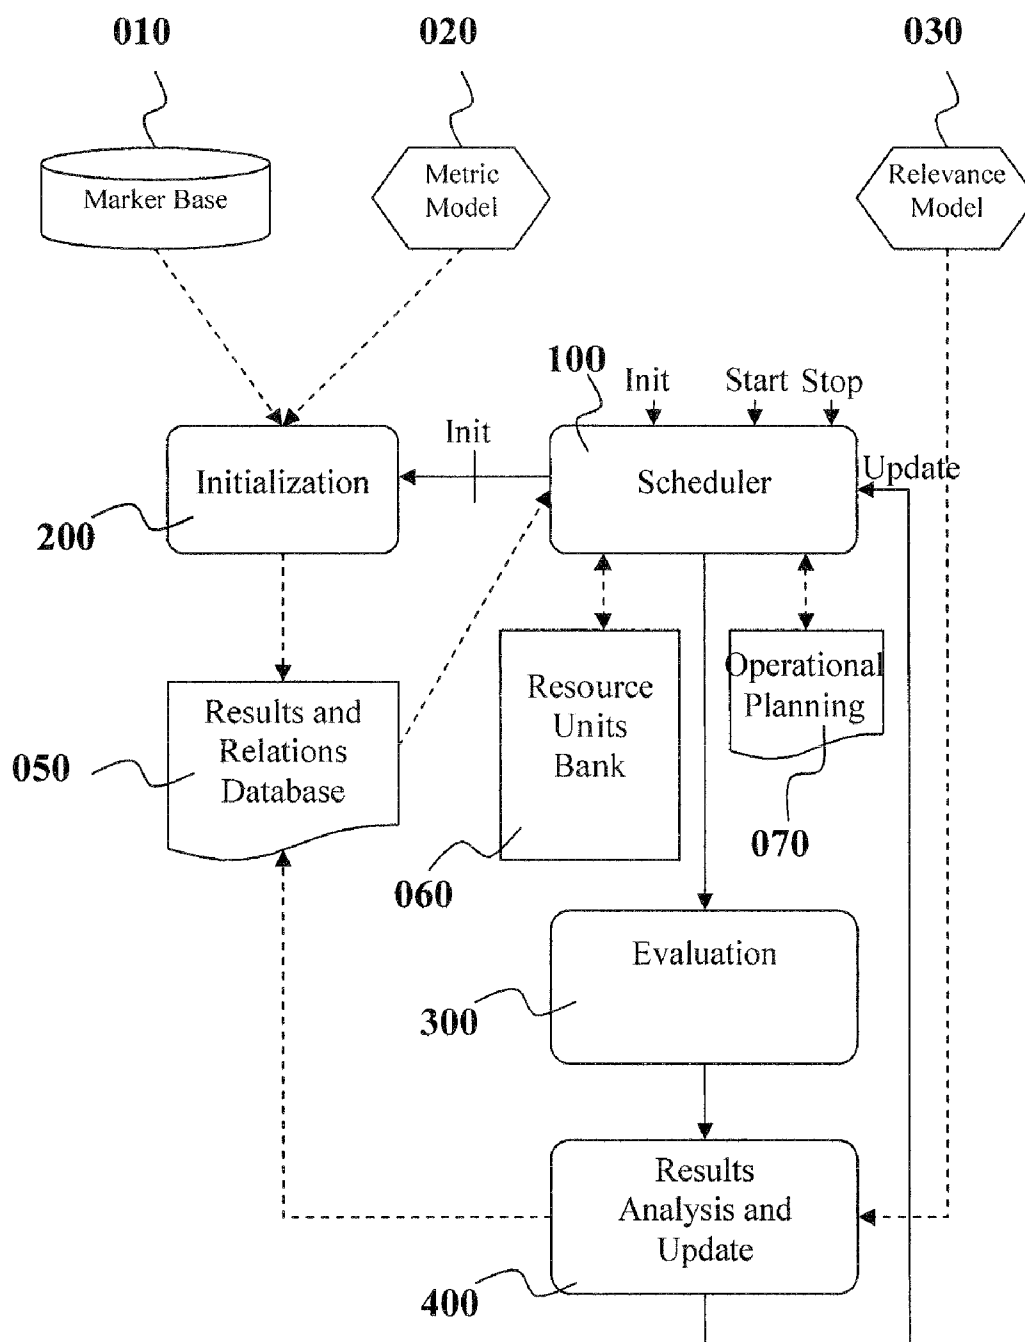 010
020
030
Marker Base
Metric
Model
Relevance
Model
100
Init
Start
Stop
Init
Initialization
Scheduler
Update
200
Results and
Relations
Database
050
Resource
Units
Bank
060
Operational
Planning
070
Evaluation
300
Results
Analysis and
Update
400